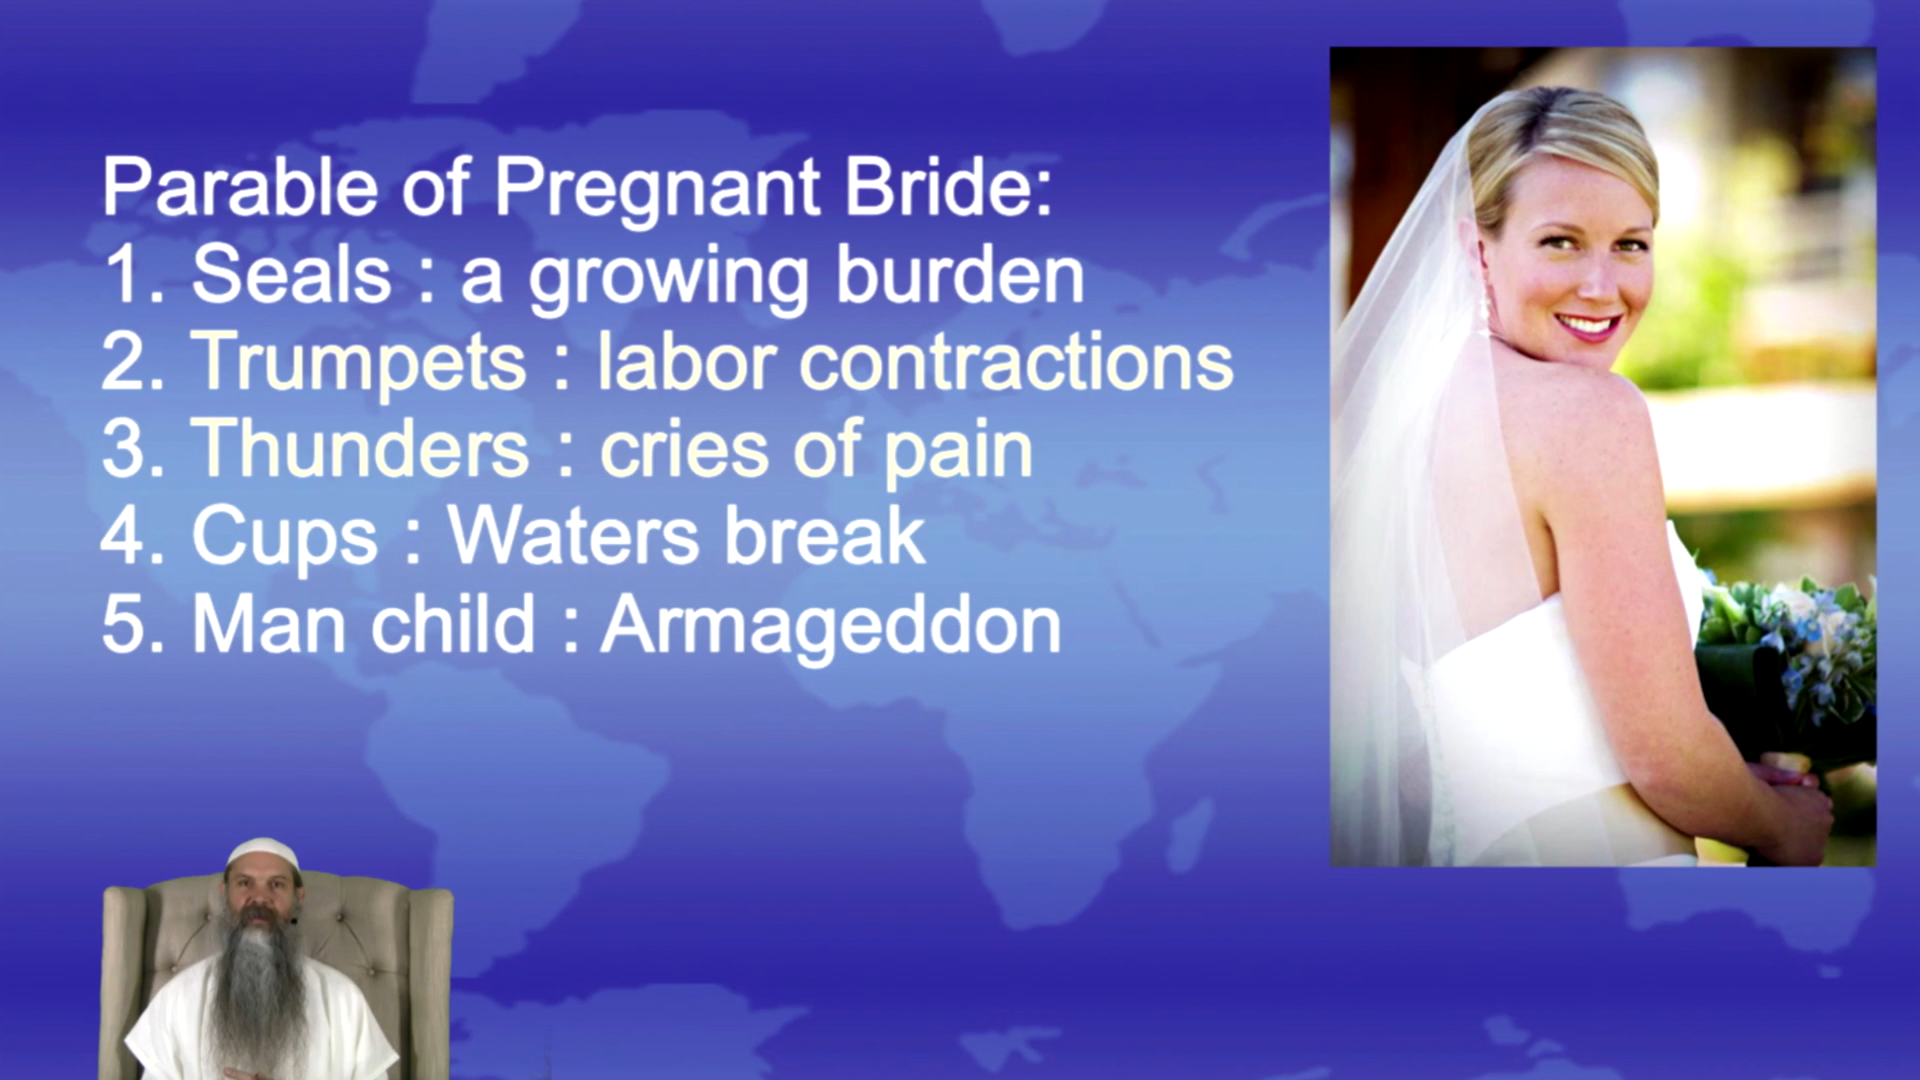 Parable of Pregnant Bride:
1. Seals : a growing burden
2. Trumpets : labor contractions
3. Thunders : cries of pain
4. Cups : Waters break
5. Man child : Armageddon